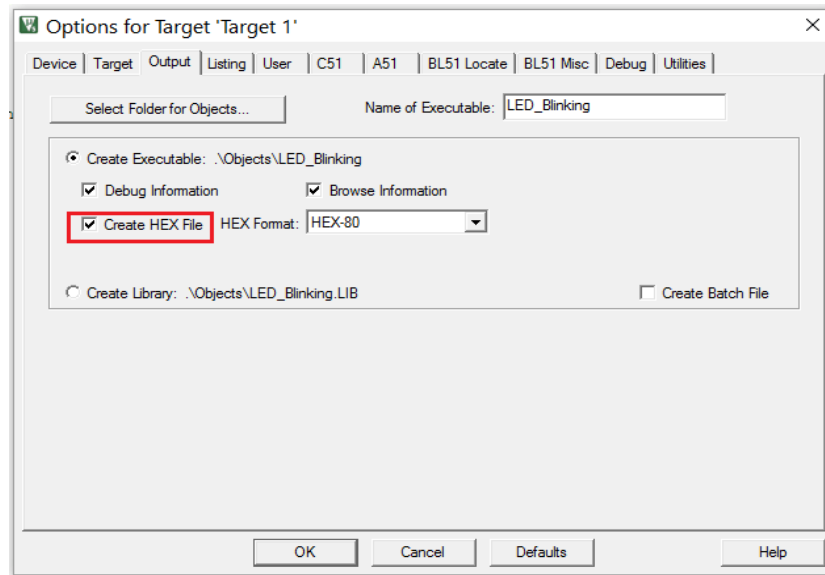 Options for Target 'Target 1'
Device Target Output Listing User C51 A51 BL51 Locate BL51 Misc Debug Utilities
Select Folder for Objects... Name of Executable: LED_Blinking
Create Executable: .\Objects\LED_Blinking
Debug Information Browse Information
Create HEX File HEX Format: HEX-80
Create Library: .\Objects\LED_Blinking.LIB Create Batch File
OK Cancel Defaults Help